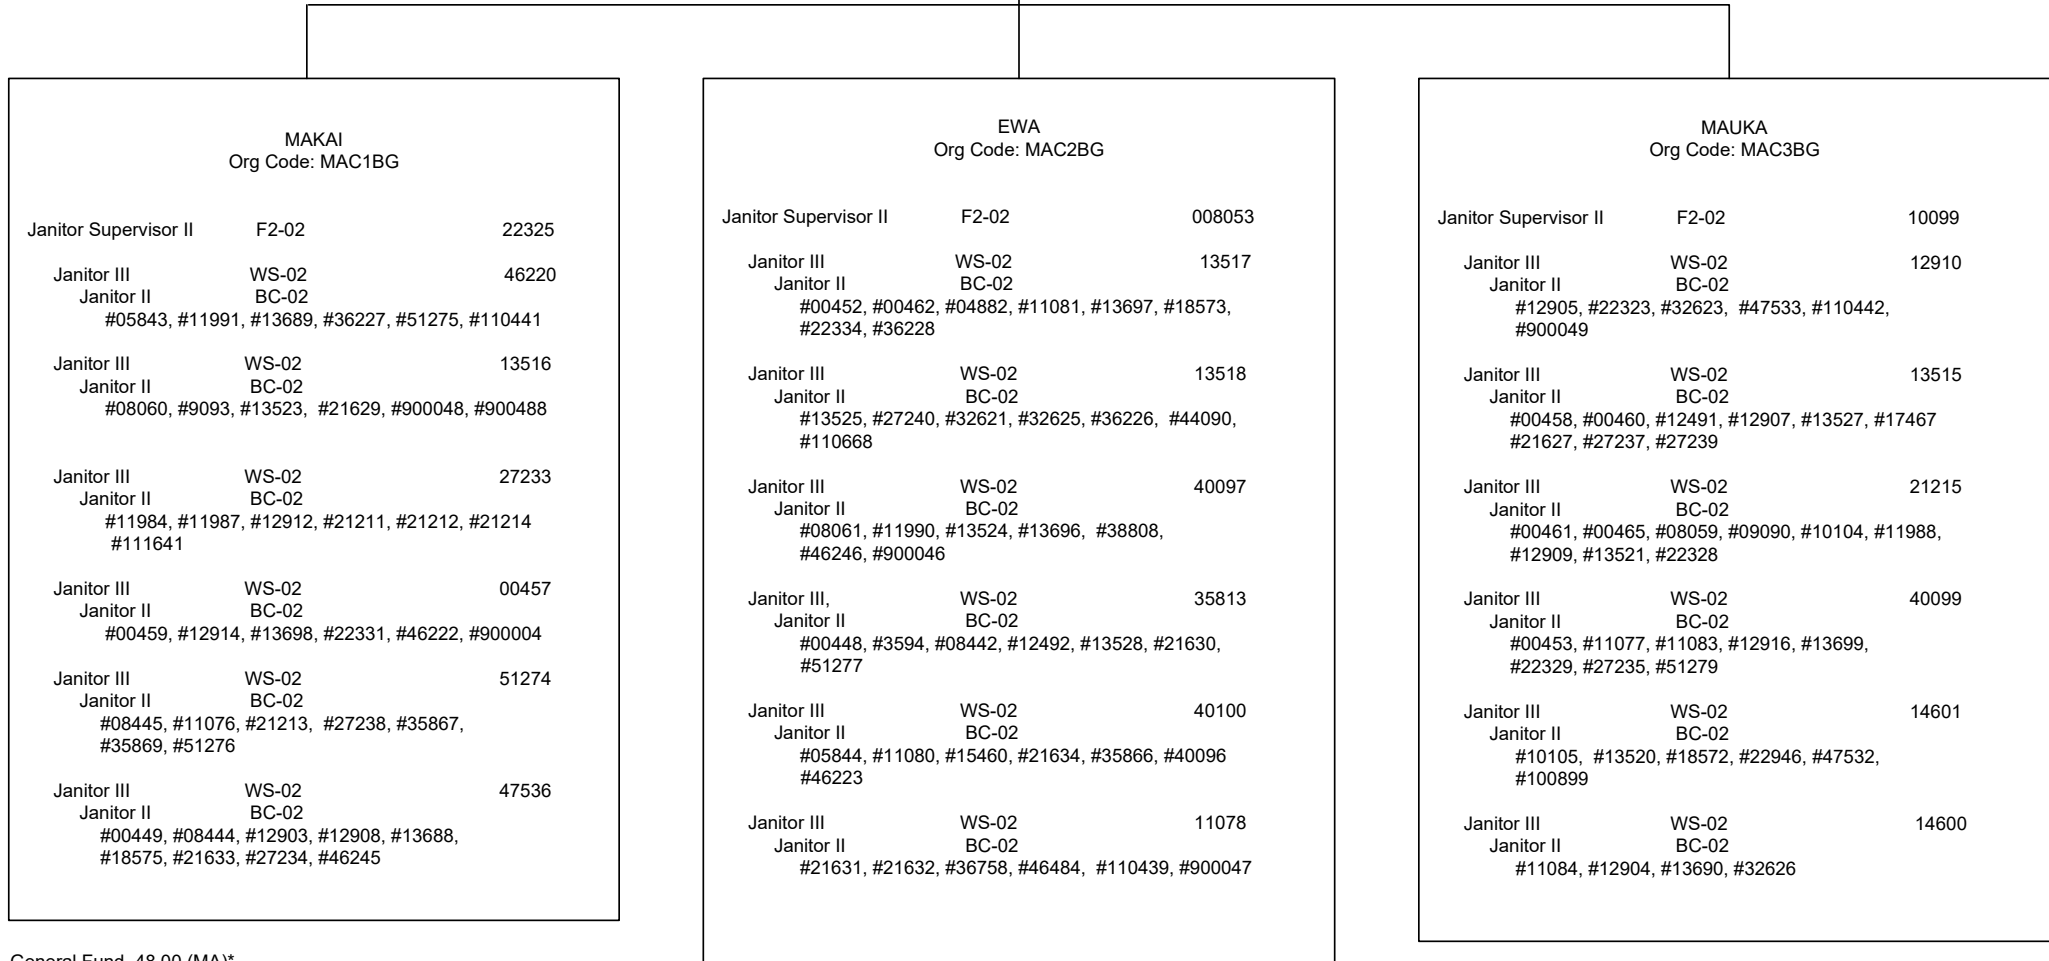 MAKAI
Org Code: MAC1BG
Janitor Supervisor II F2-02 22325
Janitor III WS-02 46220
Janitor II BC-02
#05843, #11991, #13689, #36227, #51275, #110441
Janitor III WS-02 13516
Janitor II BC-02
#08060, #9093, #13523, #21629, #900048, #900488
Janitor III WS-02 27233
Janitor II BC-02
#11984, #11987, #12912, #21211, #21212, #21214
#111641
Janitor III WS-02 00457
Janitor II BC-02
#00459, #12914, #13698, #22331, #46222, #900004
Janitor III WS-02 51274
Janitor II BC-02
#08445, #11076, #21213, #27238, #35867,
#35869, #51276
Janitor III WS-02 47536
Janitor II BC-02
#00449, #08444, #12903, #12908, #13688,
#18575, #21633, #27234, #46245
General Fund 48.00 (MA)*
EWA
Org Code: MAC2BG
Janitor Supervisor II F2-02 008053
Janitor III WS-02 13517
Janitor II BC-02
#00452, #00462, #04882, #11081, #13697, #18573,
#22334, #36228
Janitor III WS-02 13518
Janitor II BC-02
#13525, #27240, #32621, #32625, #36226, #44090,
#110668
Janitor III WS-02 40097
Janitor II BC-02
#08061, #11990, #13524, #13696, #38808,
#46246, #900046
Janitor III, WS-02 35813
Janitor II BC-02
#00448, #3594, #08442, #12492, #13528, #21630,
#51277
Janitor III WS-02 40100
Janitor II BC-02
#05844, #11080, #15460, #21634, #35866, #40096
#46223
Janitor III WS-02 11078
Janitor II BC-02
#21631, #21632, #36758, #46484, #110439, #900047
MAUKA
Org Code: MAC3BG
Janitor Supervisor II F2-02 10099
Janitor III WS-02 12910
Janitor II BC-02
#12905, #22323, #32623, #47533, #110442,
#900049
Janitor III WS-02 13515
Janitor II BC-02
#00458, #00460, #12491, #12907, #13527, #17467
#21627, #27237, #27239
Janitor III WS-02 21215
Janitor II BC-02
#00461, #00465, #08059, #09090, #10104, #11988,
#12909, #13521, #22328
Janitor III WS-02 40099
Janitor II BC-02
#00453, #11077, #11083, #12916, #13699,
#22329, #27235, #51279
Janitor III WS-02 14601
Janitor II BC-02
#10105, #13520, #18572, #22946, #47532,
#100899
Janitor III WS-02 14600
Janitor II BC-02
#11084, #12904, #13690, #32626